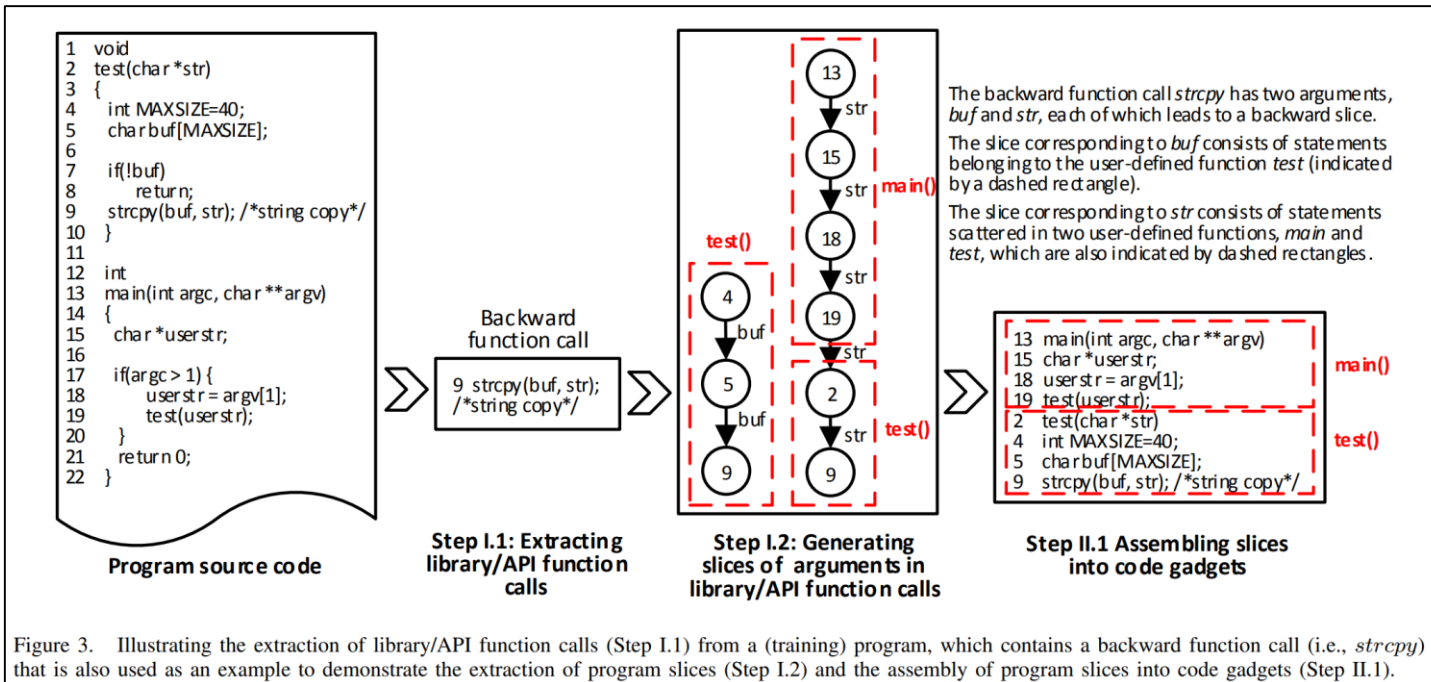 1 void
2 test(char *str)
3 {
4 int MAXSIZE=40;
5 charbuf[MAXSIZE];
6
7 if(!buf)
8 return;
9 strcpy(buf, str); /*string copy*/
10 }
11
12 int
13 main(int argc, char **argv)
14 {
15 char *userstr;
16
17 if(argc > 1) {
18 userstr = argv[1];
19 test(userstr);
20 }
21 return 0;
22 }
Program source code
Backward
function call
9 strcpy(buf, str);
/*string copy*/
Step I.1: Extracting
library/API function
calls
test()
4
buf
5
buf
9
13
str
15
str
main()
18
str
19
str
2
str
test()
9
Step I.2: Generating
slices of arguments in
library/API function calls
The backward function call strcpy has two arguments,
buf and str, each of which leads to a backward slice.
The slice corresponding to buf consists of statements
belonging to the user-defined function test (indicated
by a dashed rectangle).
The slice corresponding to str consists of statements
scattered in two user-defined functions, main and
test, which are also indicated by dashed rectangles.
13 main(int argc, char **argv)
15 char *userstr;
18 userstr = argv[1];
19 test(userstr);
main()
2 test(char *str)
4 int MAXSIZE=40;
5 charbuf[MAXSIZE];
9 strcpy(buf, str); /*string copy*/
test()
Step II.1 Assembling slices
into code gadgets
Figure 3. Illustrating the extraction of library/API function calls (Step I.1) from a (training) program, which contains a backward function call (i.e., strcpy)
that is also used as an example to demonstrate the extraction of program slices (Step I.2) and the assembly of program slices into code gadgets (Step II.1).